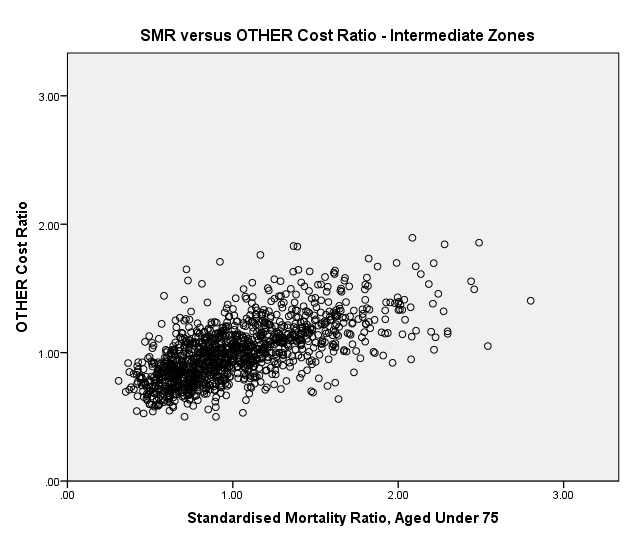 SMR versus OTHER Cost Ratio - Intermediate Zones
3.00
2.00
1.00
.00
OTHER Cost Ratio
.00 1.00 2.00 3.00
Standardised Mortality Ratio, Aged Under 75